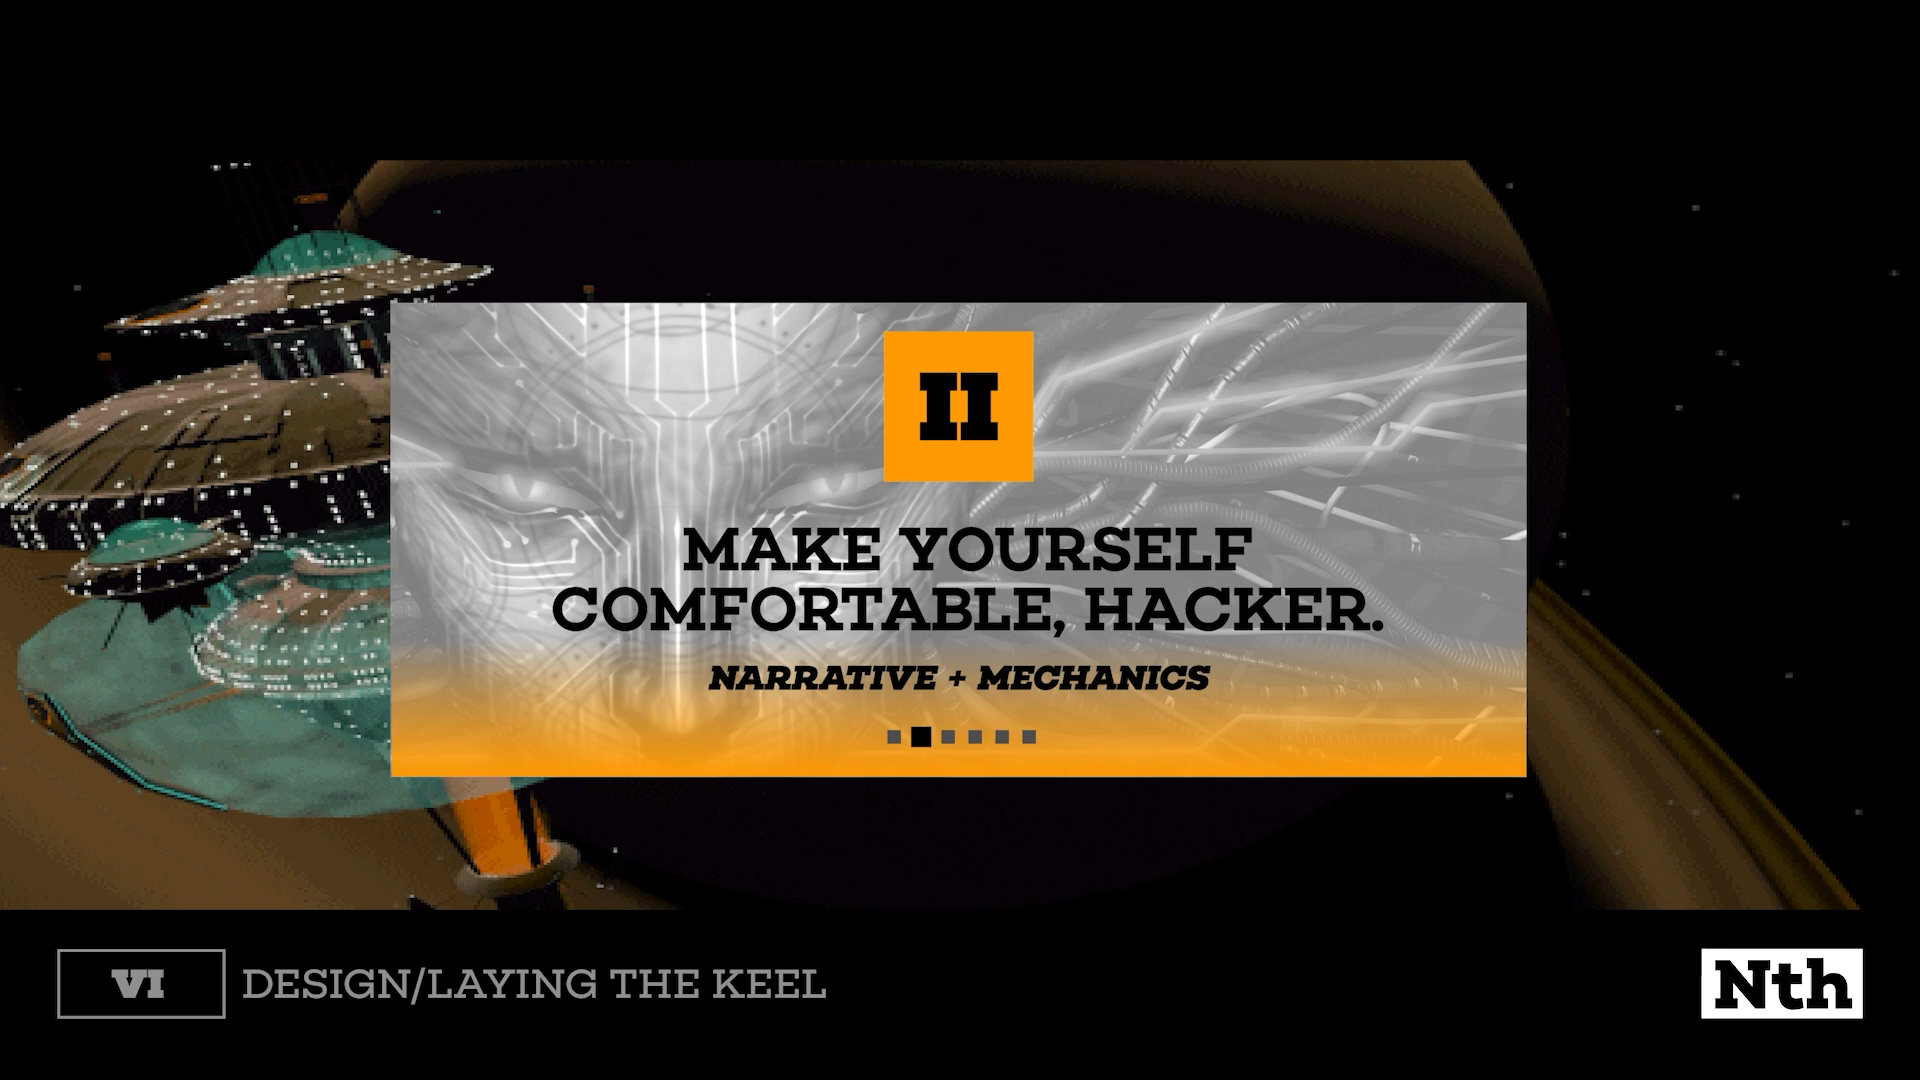 II
MAKE YOURSELF
COMFORTABLE, HACKER.
NARRATIVE + MECHANICS
VI DESIGN/LAYING THE KEEL
Nth